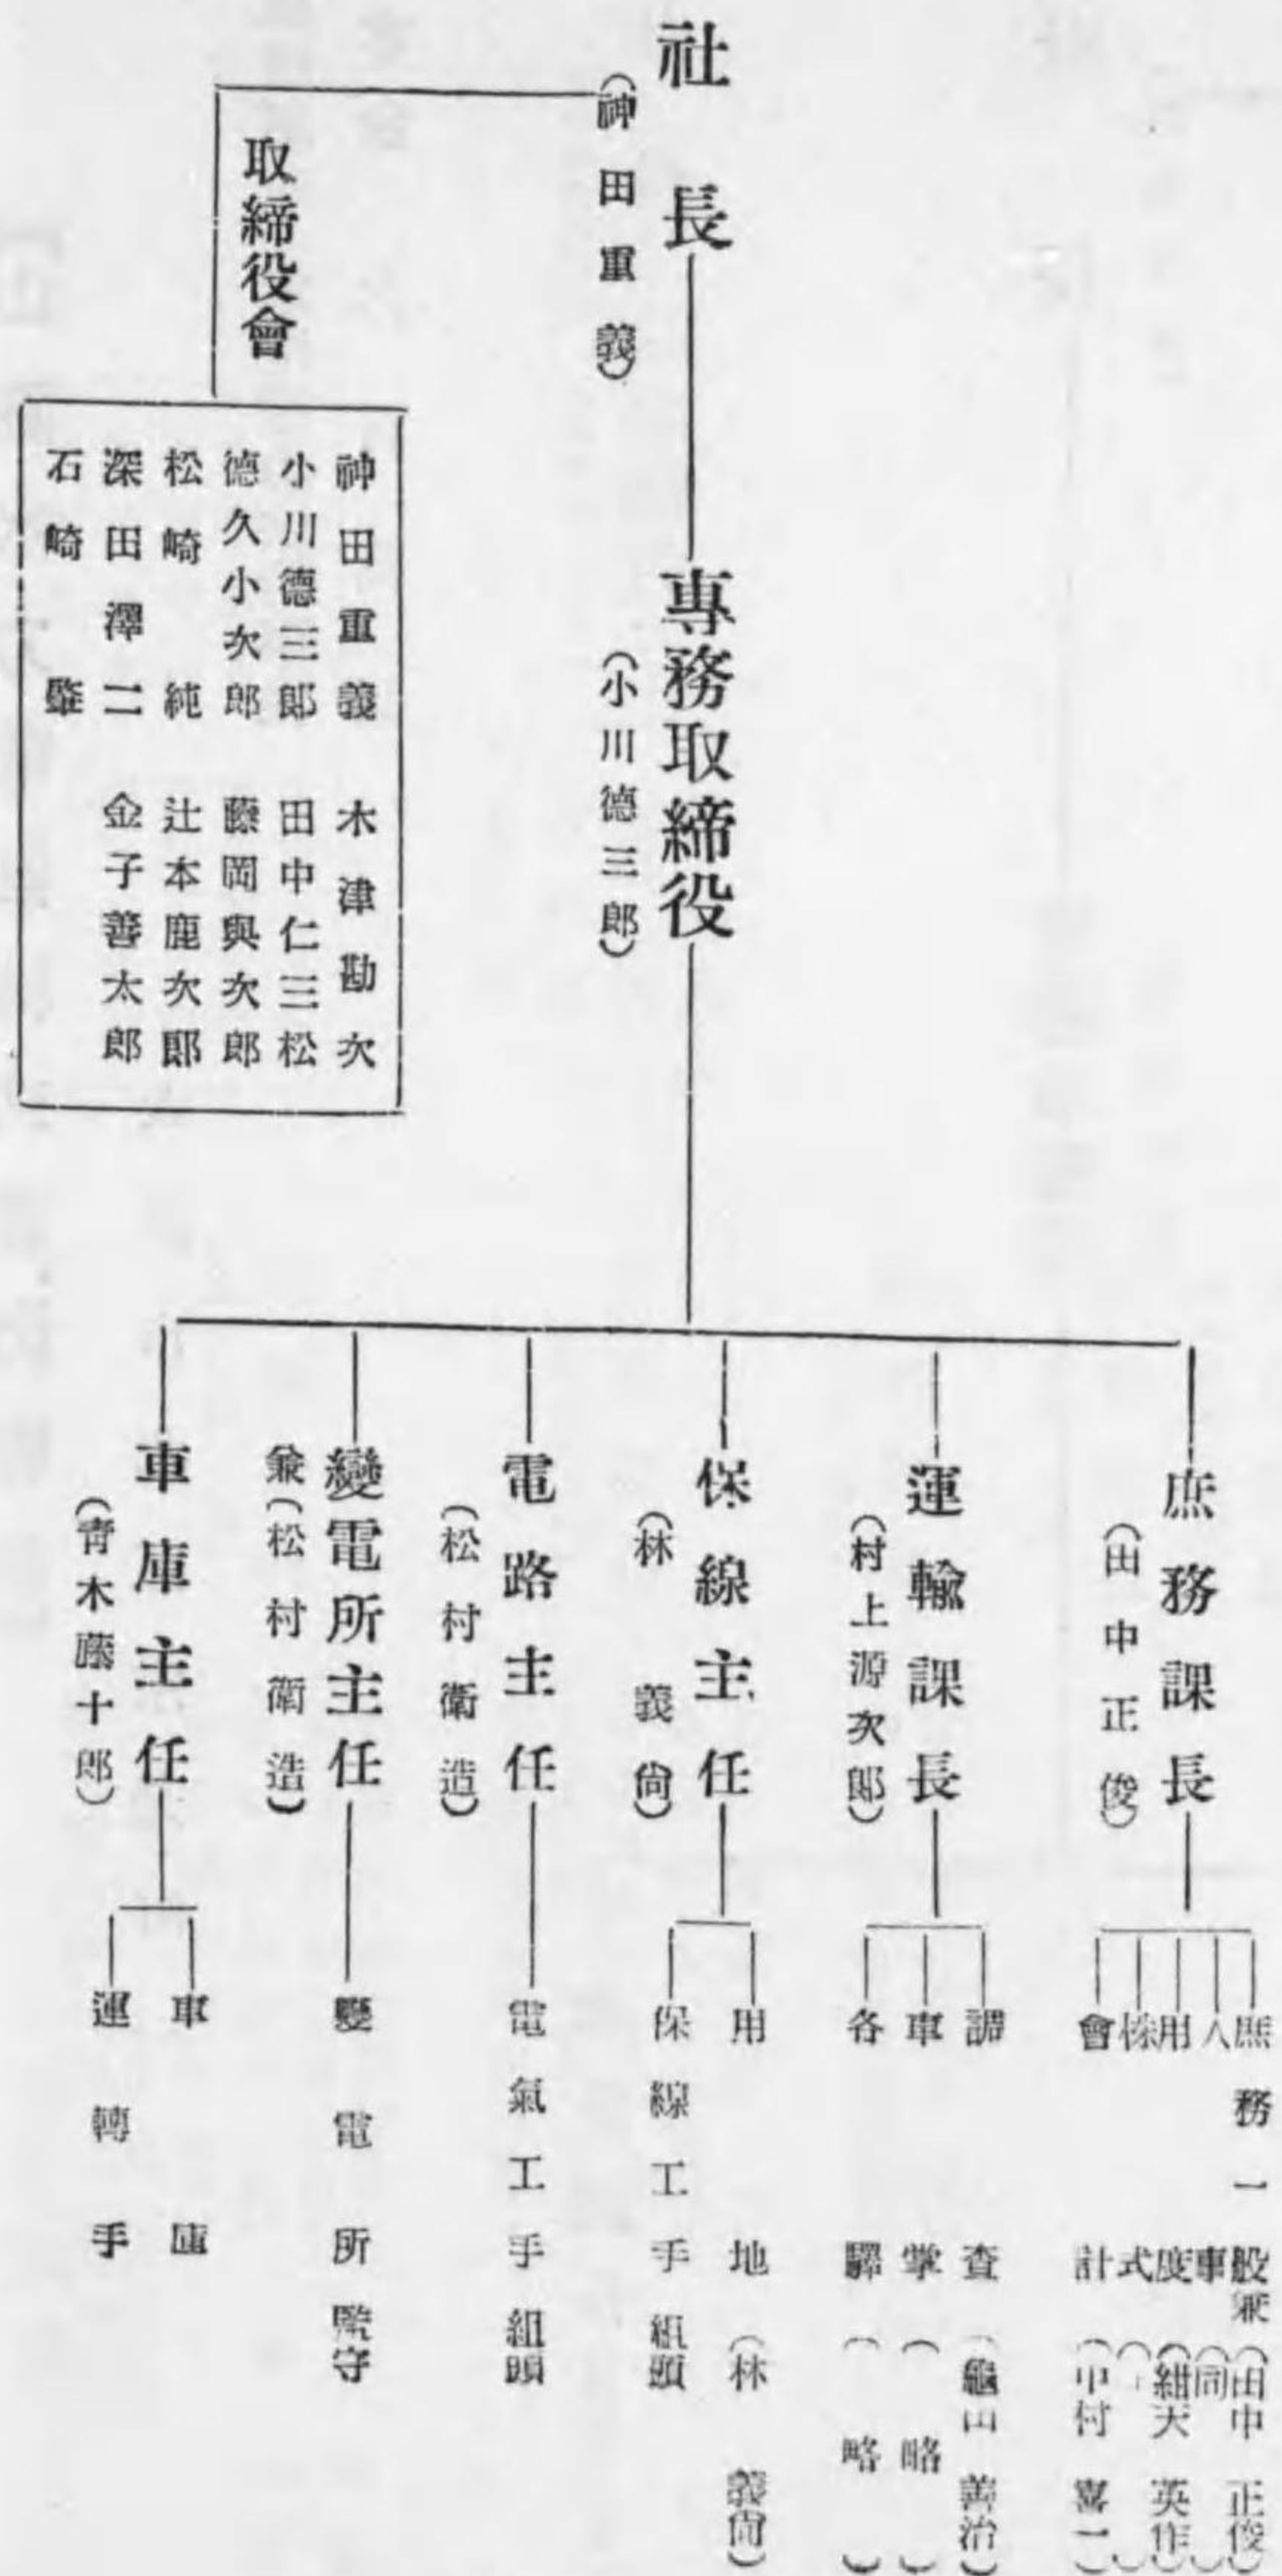 社長
（神田重義）
取締役會
神田重義 木津勘次
小川德三郎 田中仁三松
德久小次郎 藤岡與次郎
松崎純 辻本鹿次郎
深田澤二 金子善太郎
石崎
專務取締役
（小川德三郎）
庶務課長
（田中正俊）
庶務一般兼（田中正俊）
人事（同）
用度（紺天英作）
株式（）
會計（中村喜一）
運輸課長
（村上源次郎）
調査（龜山善治）
車掌（略）
各驛（略）
保線主任
（林義尙）
用地（林義尙）
保線工手組頭
電路主任
（松村衞造）
電氣工手組頭
變電所主任
兼（松村衞造）
變電所監守
車庫主任
（靑木藤十郎）
車庫
運轉手